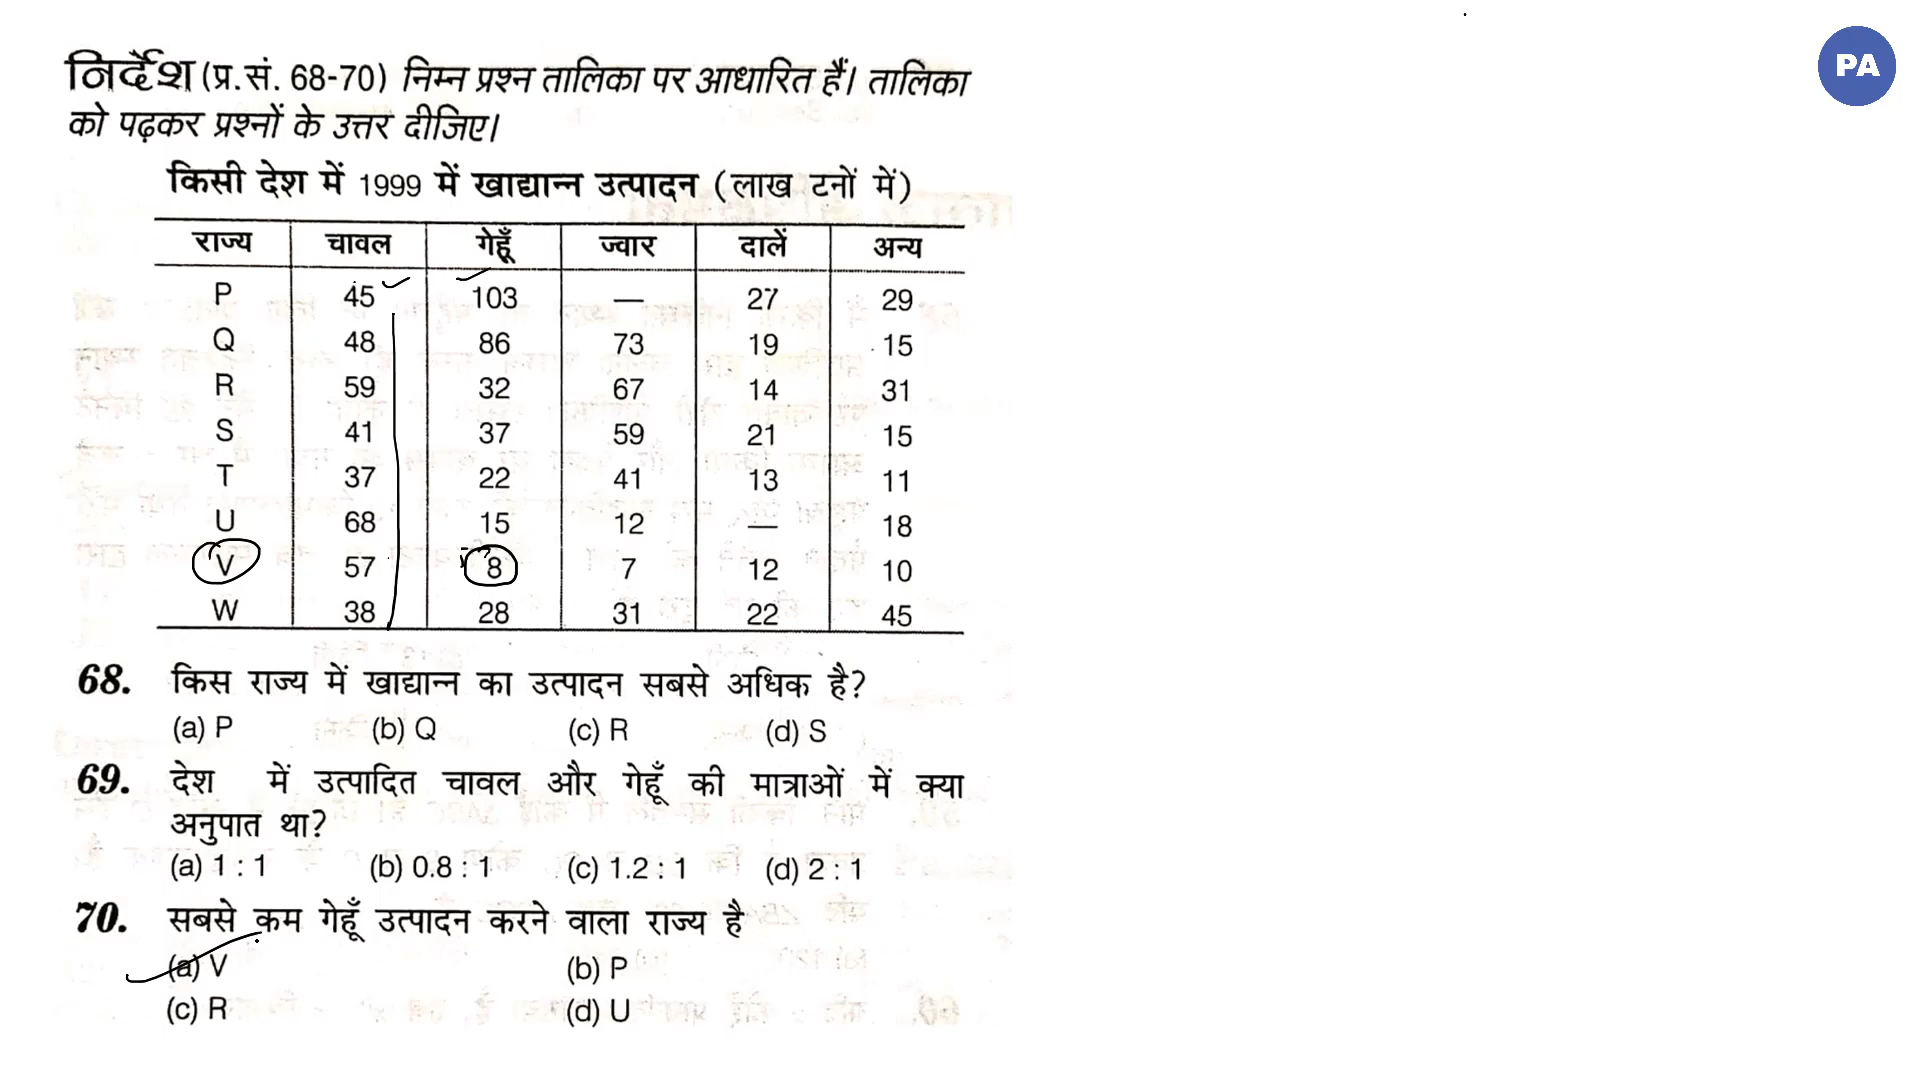 PA
निर्देश (प्र.सं. 68-70) निम्न प्रश्न तालिका पर आधारित हैं। तालिका
को पढ़कर प्रश्नों के उत्तर दीजिए।
किसी देश में 1999 में खाद्यान्न उत्पादन (लाख टनों में)
राज्य चावल गेहूँ ज्वार दालें अन्य
P 45 103 — 27 29
Q 48 86 73 19 15
R 59 32 67 14 31
S 41 37 59 21 15
T 37 22 41 13 11
U 68 15 12 — 18
V 57 8 7 12 10
W 38 28 31 22 45
68. किस राज्य में खाद्यान्न का उत्पादन सबसे अधिक है?
(a) P (b) Q (c) R (d) S
69. देश में उत्पादित चावल और गेहूँ की मात्राओं में क्या
अनुपात था?
(a) 1 : 1 (b) 0.8 : 1 (c) 1.2 : 1 (d) 2 : 1
70. सबसे कम गेहूँ उत्पादन करने वाला राज्य है
(a) V (b) P
(c) R (d) U